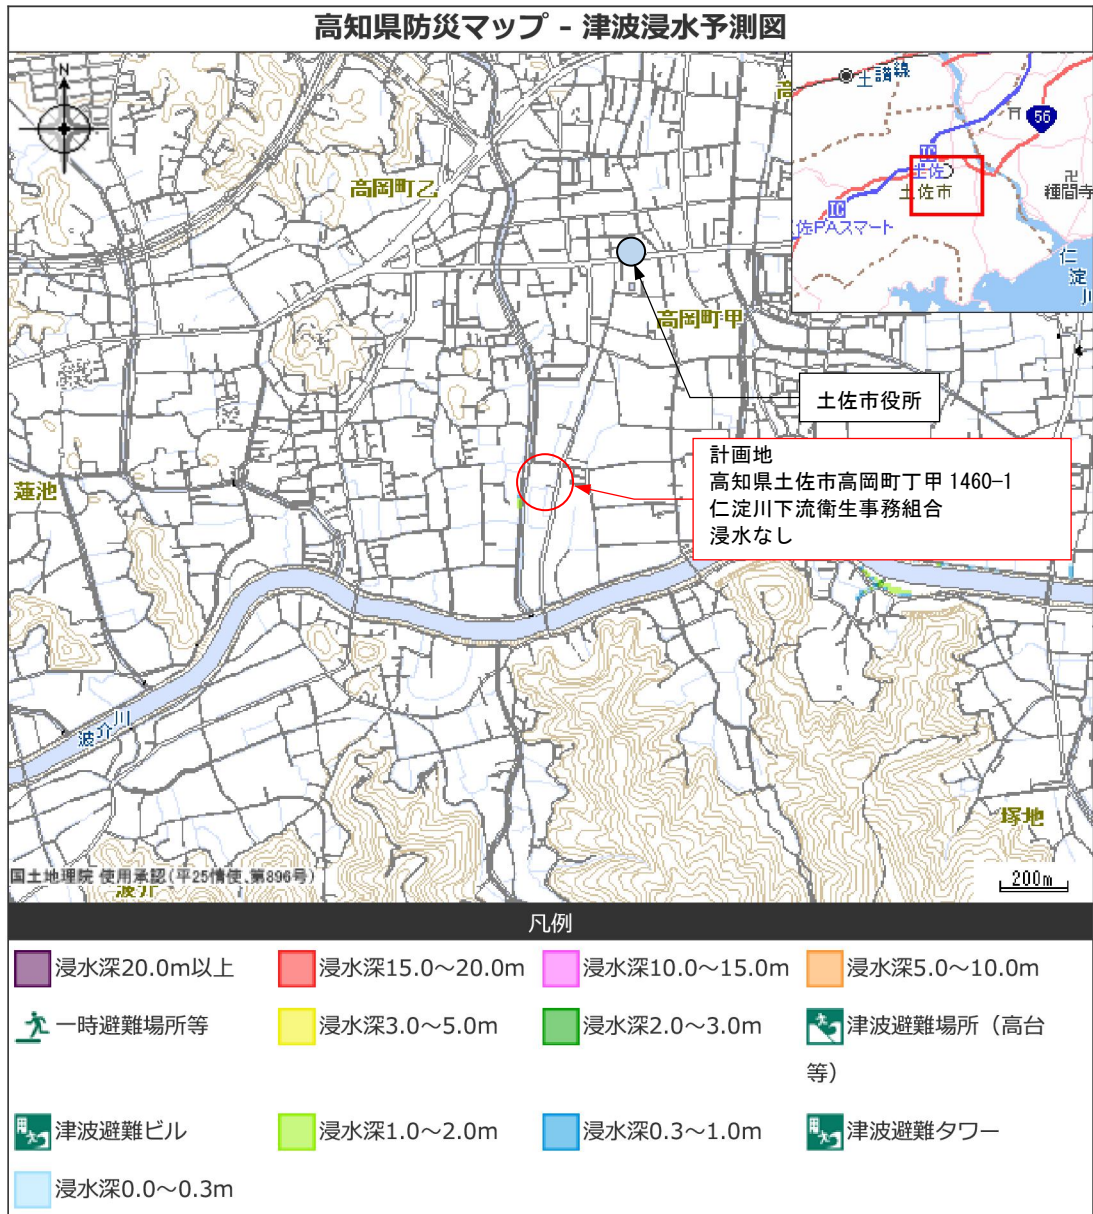 高知県防災マップ - 津波浸水予測図
N
高岡町乙
土讃線
56
土佐
IC
土佐市
種間寺
IC
佐PAスマート
仁淀川
高岡町甲
土佐市役所
計画地
高知県土佐市高岡町丁甲 1460-1
仁淀川下流衛生事務組合
浸水なし
蓮池
波介川
塚地
国土地理院 使用承認(平25情使、第896号)
波介
200m
凡例
浸水深20.0m以上
浸水深15.0～20.0m
浸水深10.0～15.0m
浸水深5.0～10.0m
一時避難場所等
浸水深3.0～5.0m
浸水深2.0～3.0m
津波避難場所（高台
等）
津波避難ビル
浸水深1.0～2.0m
浸水深0.3～1.0m
津波避難タワー
浸水深0.0～0.3m